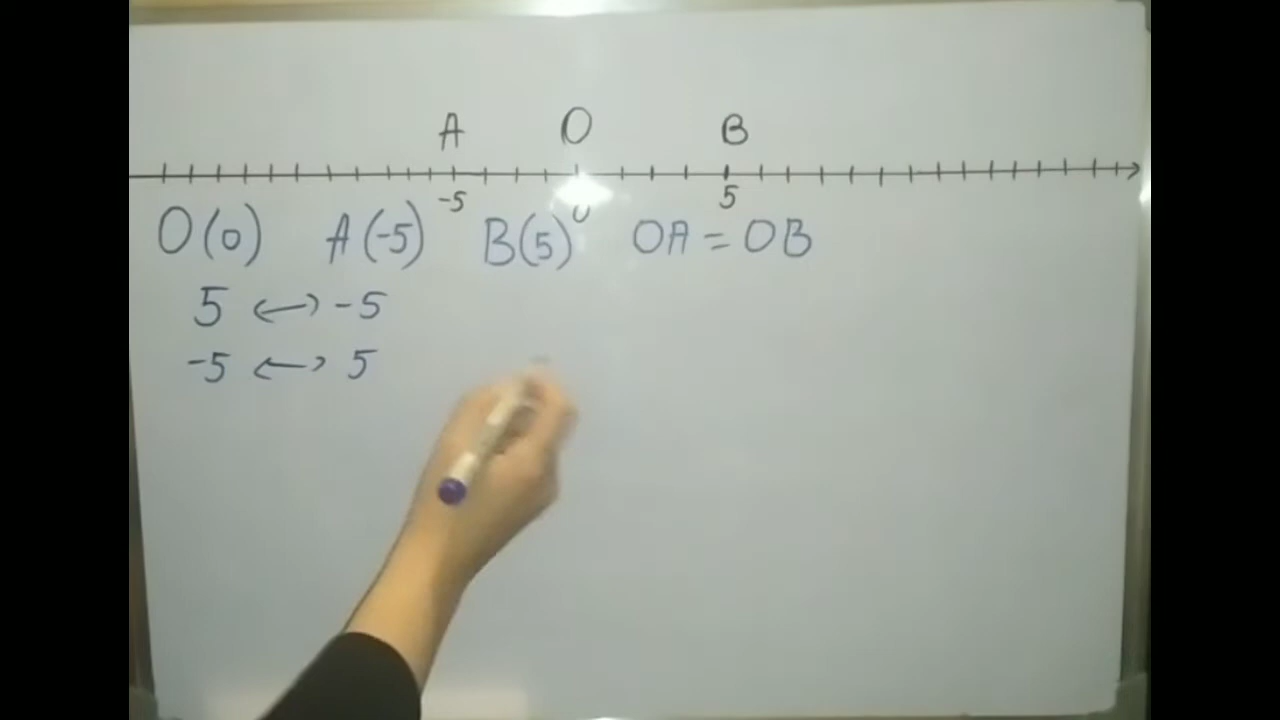 A O B
-5 0 5
O(0) A(-5) B(5) OA = OB
5 <-> -5
-5 <-> 5